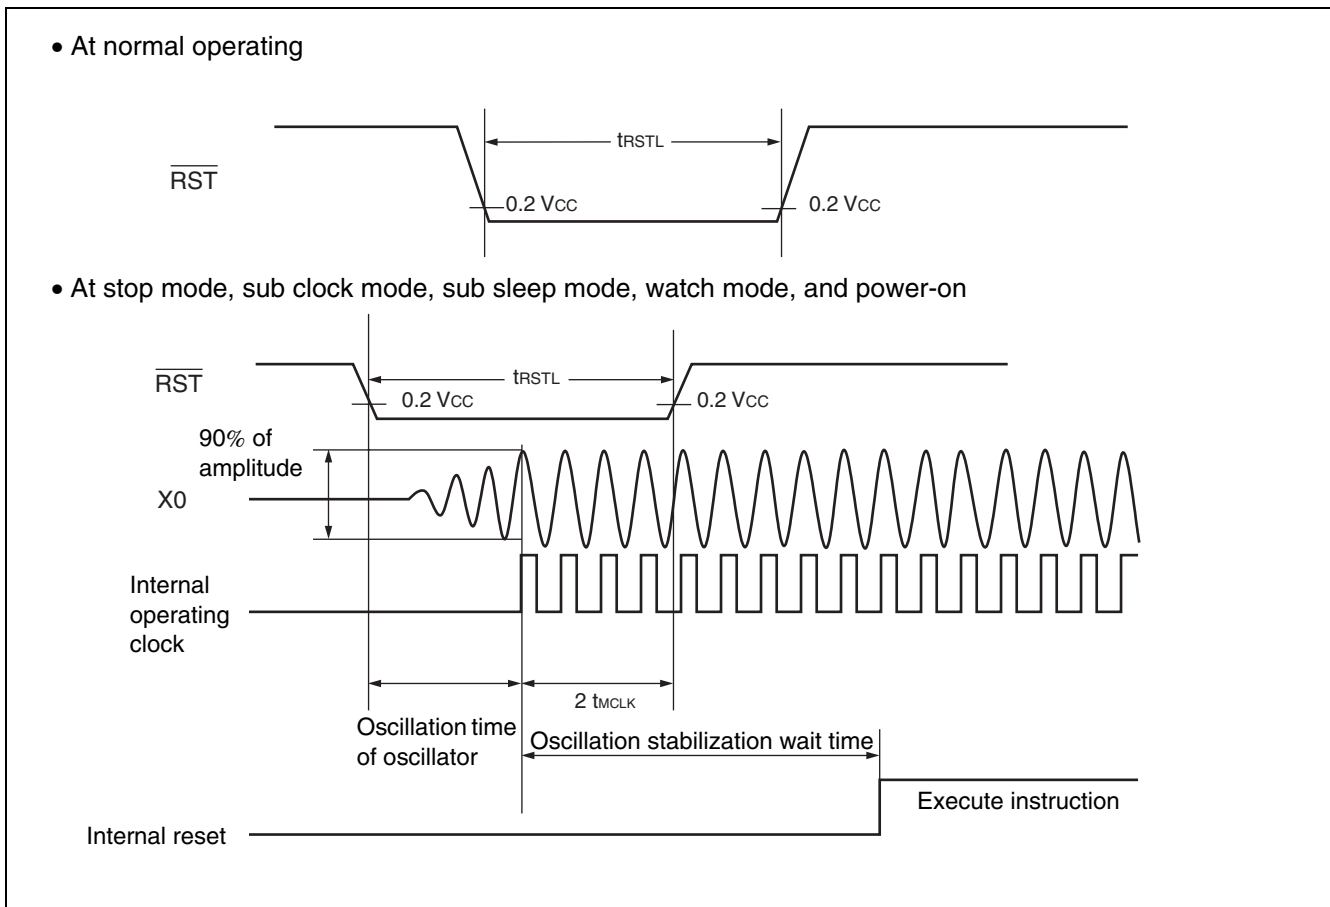 • At normal operating
tRSTL
RST
0.2 VCC
0.2 VCC
• At stop mode, sub clock mode, sub sleep mode, watch mode, and power-on
RST
tRSTL
0.2 VCC
0.2 VCC
90% of
amplitude
X0
Internal
operating
clock
2 tMCLK
Oscillation time
of oscillator
Oscillation stabilization wait time
Execute instruction
Internal reset